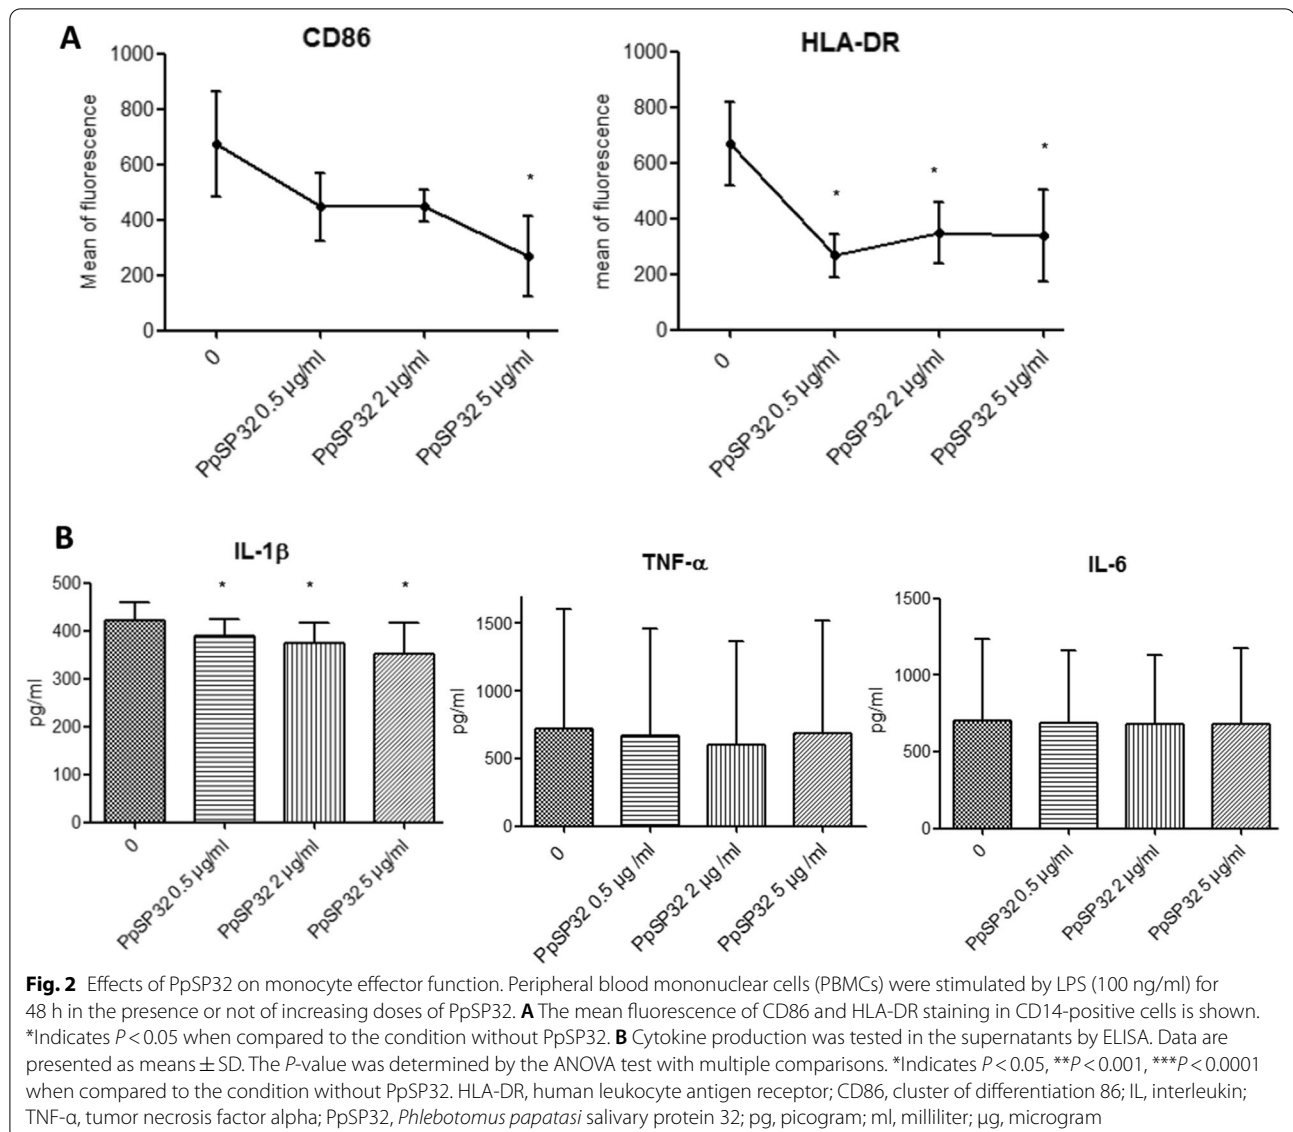 A
CD86
Mean of fluorescence
1000
800
600
400
200
0
*
0
PpSP32 0.5 µg/ml
PpSP32 2 µg/ml
PpSP32 5 µg/ml
HLA-DR
mean of fluorescence
1000
800
600
400
200
0
*
*
*
0
PpSP32 0.5 µg/ml
PpSP32 2 µg/ml
PpSP32 5 µg/ml
B
IL-1β
pg/ml
500
400
300
200
100
0
*
*
*
0
PpSP32 0.5 µg/ml
PpSP32 2 µg/ml
PpSP32 5 µg/ml
TNF-α
pg/ml
1500
1000
500
0
0
PpSP32 0.5 µg /ml
PpSP32 2 µg /ml
PpSP32 5 µg /ml
IL-6
pg/ml
1500
1000
500
0
0
PpSP32 0.5 µg/ml
PpSP32 2 µg/ml
PpSP32 5 µg/ml
Fig. 2 Effects of PpSP32 on monocyte effector function. Peripheral blood mononuclear cells (PBMCs) were stimulated by LPS (100 ng/ml) for
48 h in the presence or not of increasing doses of PpSP32. A The mean fluorescence of CD86 and HLA-DR staining in CD14-positive cells is shown.
*Indicates P < 0.05 when compared to the condition without PpSP32. B Cytokine production was tested in the supernatants by ELISA. Data are
presented as means ± SD. The P-value was determined by the ANOVA test with multiple comparisons. *Indicates P < 0.05, **P < 0.001, ***P < 0.0001
when compared to the condition without PpSP32. HLA-DR, human leukocyte antigen receptor; CD86, cluster of differentiation 86; IL, interleukin;
TNF-α, tumor necrosis factor alpha; PpSP32, Phlebotomus papatasi salivary protein 32; pg, picogram; ml, milliliter; µg, microgram